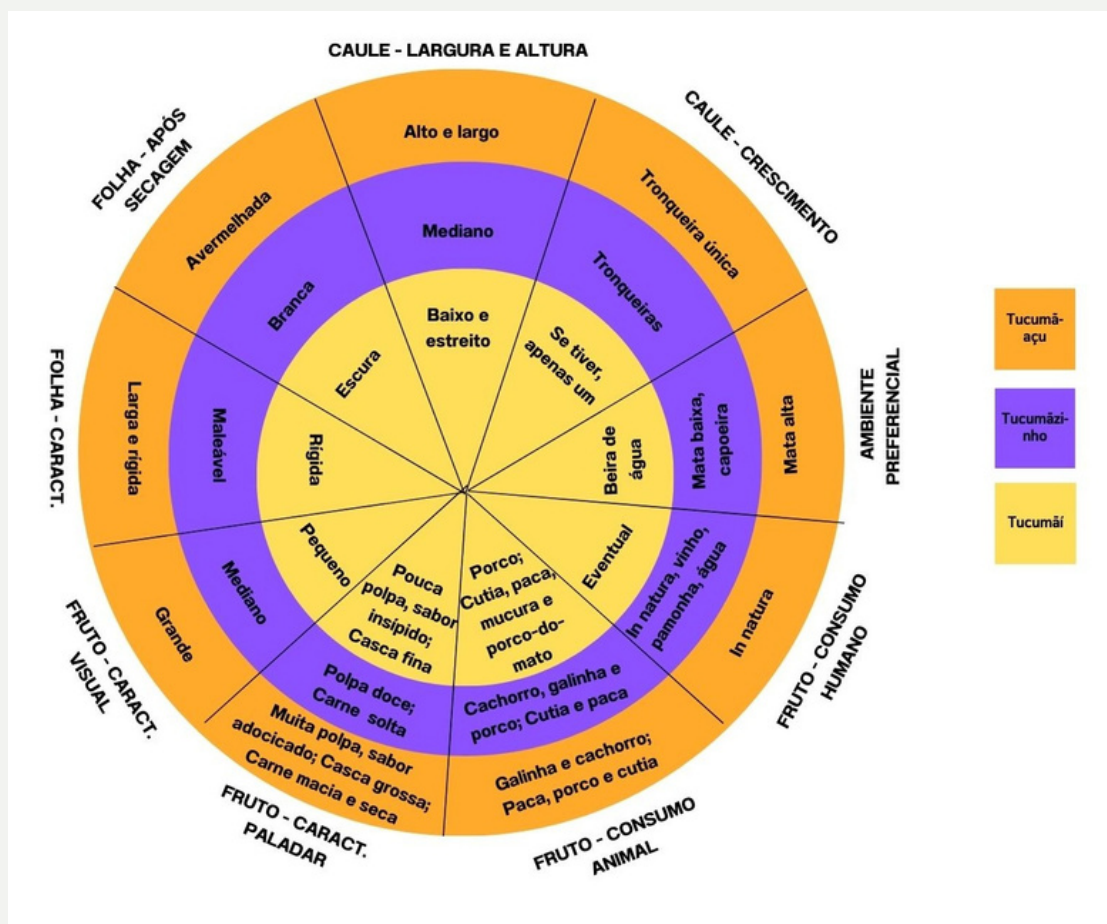 CAULE - LARGURA E ALTURA
Alto e largo
Mediano
Baixo e
estreito
CAULE - CRESCIMENTO
Tronqueira única
Tronqueiras
Se tiver,
apenas um
AMBIENTE
PREFERENCIAL
Mata alta
Mata baixa,
capoeira
Beira de
água
FRUTO - CONSUMO
HUMANO
In natura
In natura, vinho,
pamonha, água
Eventual
FRUTO - CONSUMO
ANIMAL
Galinha e cachorro;
Paca, porco e cutia
Cachorro, galinha e
porco; Cutia e paca
Porco;
Cutia, paca,
mucura e
porco-do-
mato
FRUTO - CARACT.
PALADAR
Muita polpa, sabor
adocicado; Casca grossa;
Carne macia e seca
Polpa doce;
Carne solta
Pouca
polpa, sabor
insípido;
Casca fina
FRUTO - CARACT.
VISUAL
Grande
Mediano
Pequeno
FOLHA - CARACT.
Larga e rígida
Maleável
Rígida
FOLHA - APÓS
SECAGEM
Avermelhada
Branca
Escura
Tucumã-
açu
Tucumãzi-
nho
Tucumãí